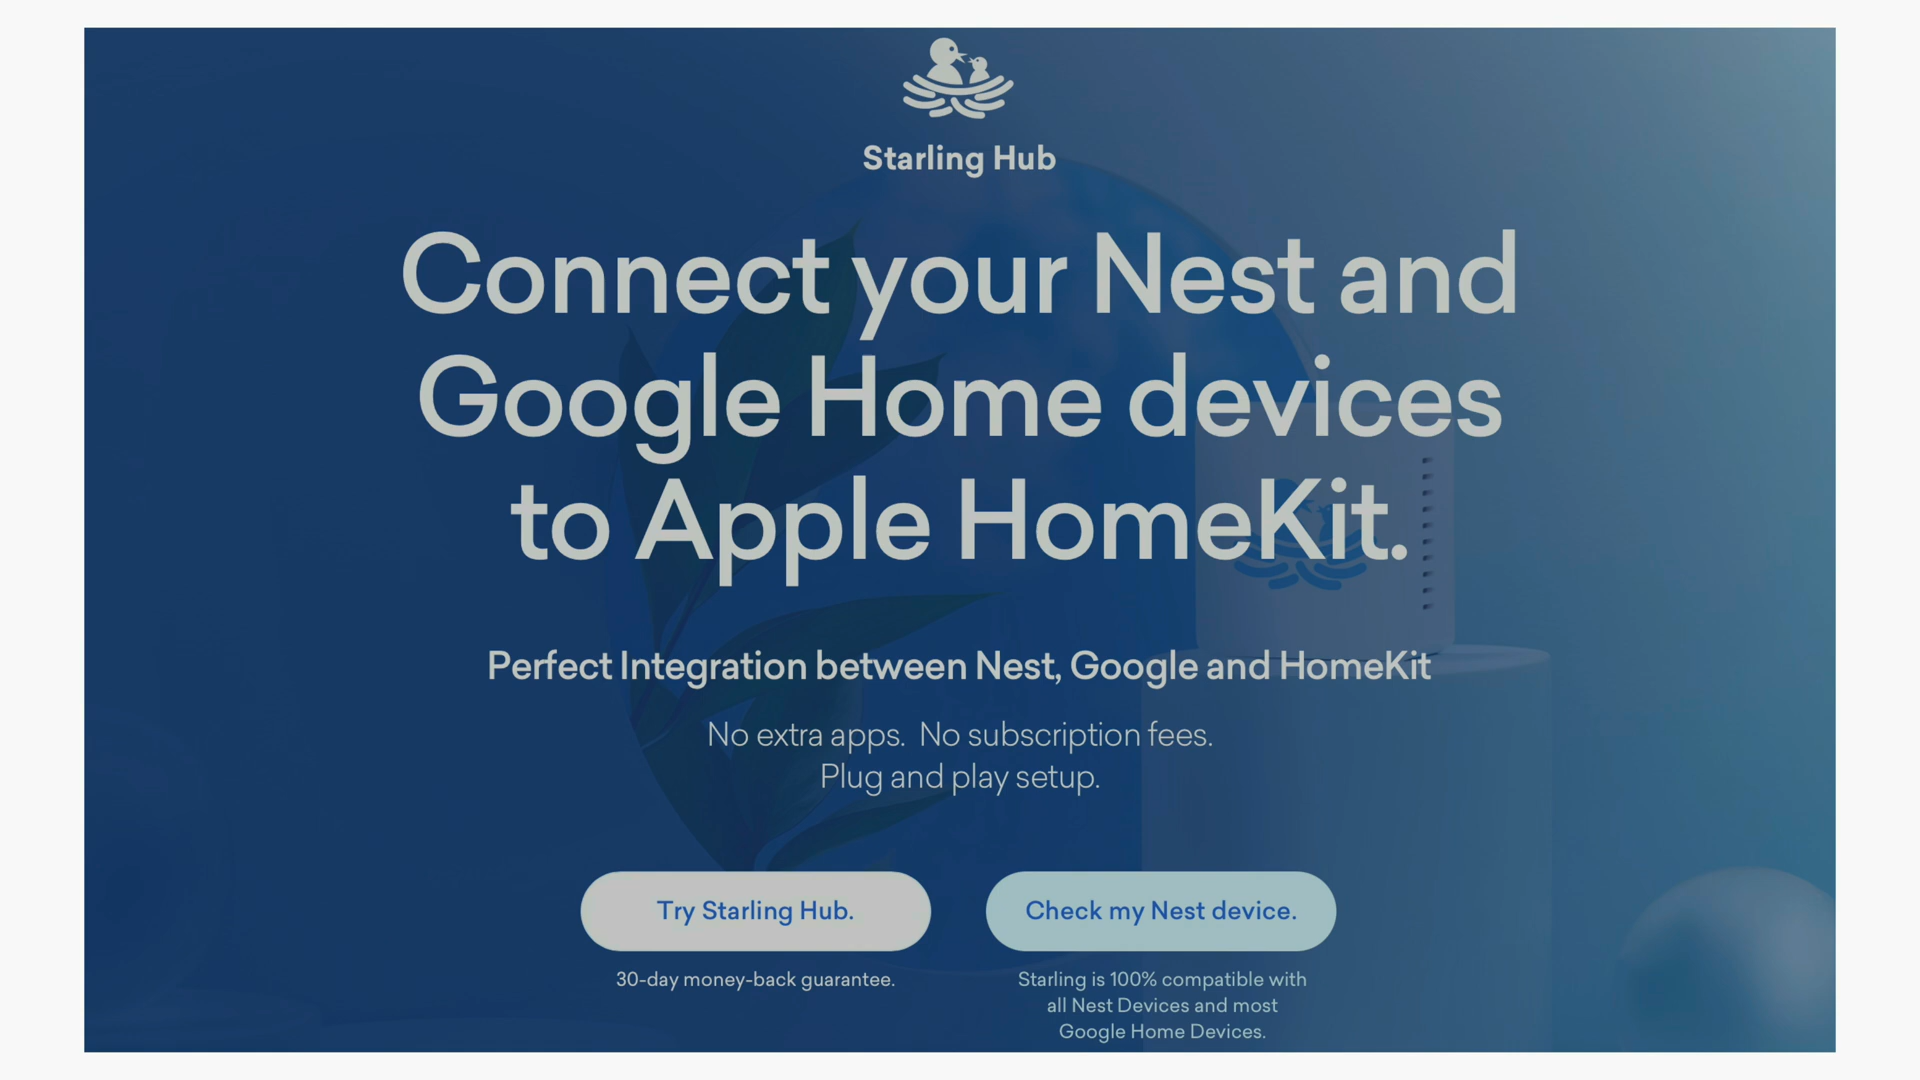 Starling Hub
Connect your Nest and
Google Home devices
to Apple HomeKit.
Perfect Integration between Nest, Google and HomeKit
No extra apps. No subscription fees.
Plug and play setup.
Try Starling Hub.
30-day money-back guarantee.
Check my Nest device.
Starling is 100% compatible with
all Nest Devices and most
Google Home Devices.